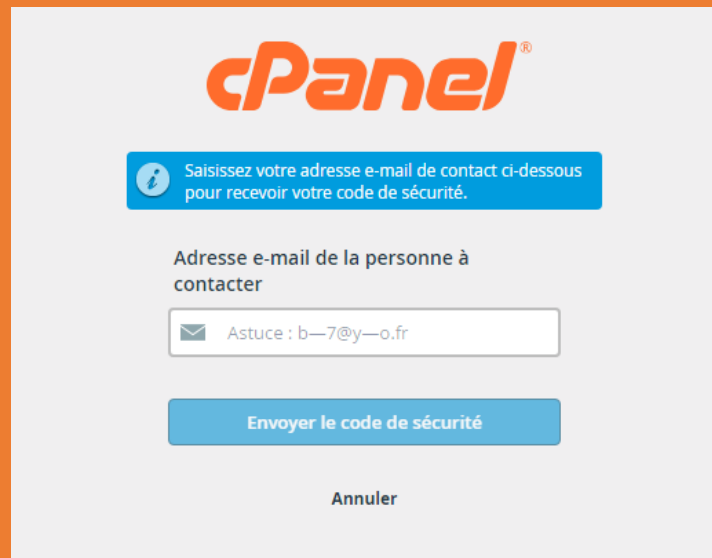 cPanel®
Saisissez votre adresse e-mail de contact ci-dessous
pour recevoir votre code de sécurité.
Adresse e-mail de la personne à
contacter
Astuce : b—7@y—o.fr
Envoyer le code de sécurité
Annuler